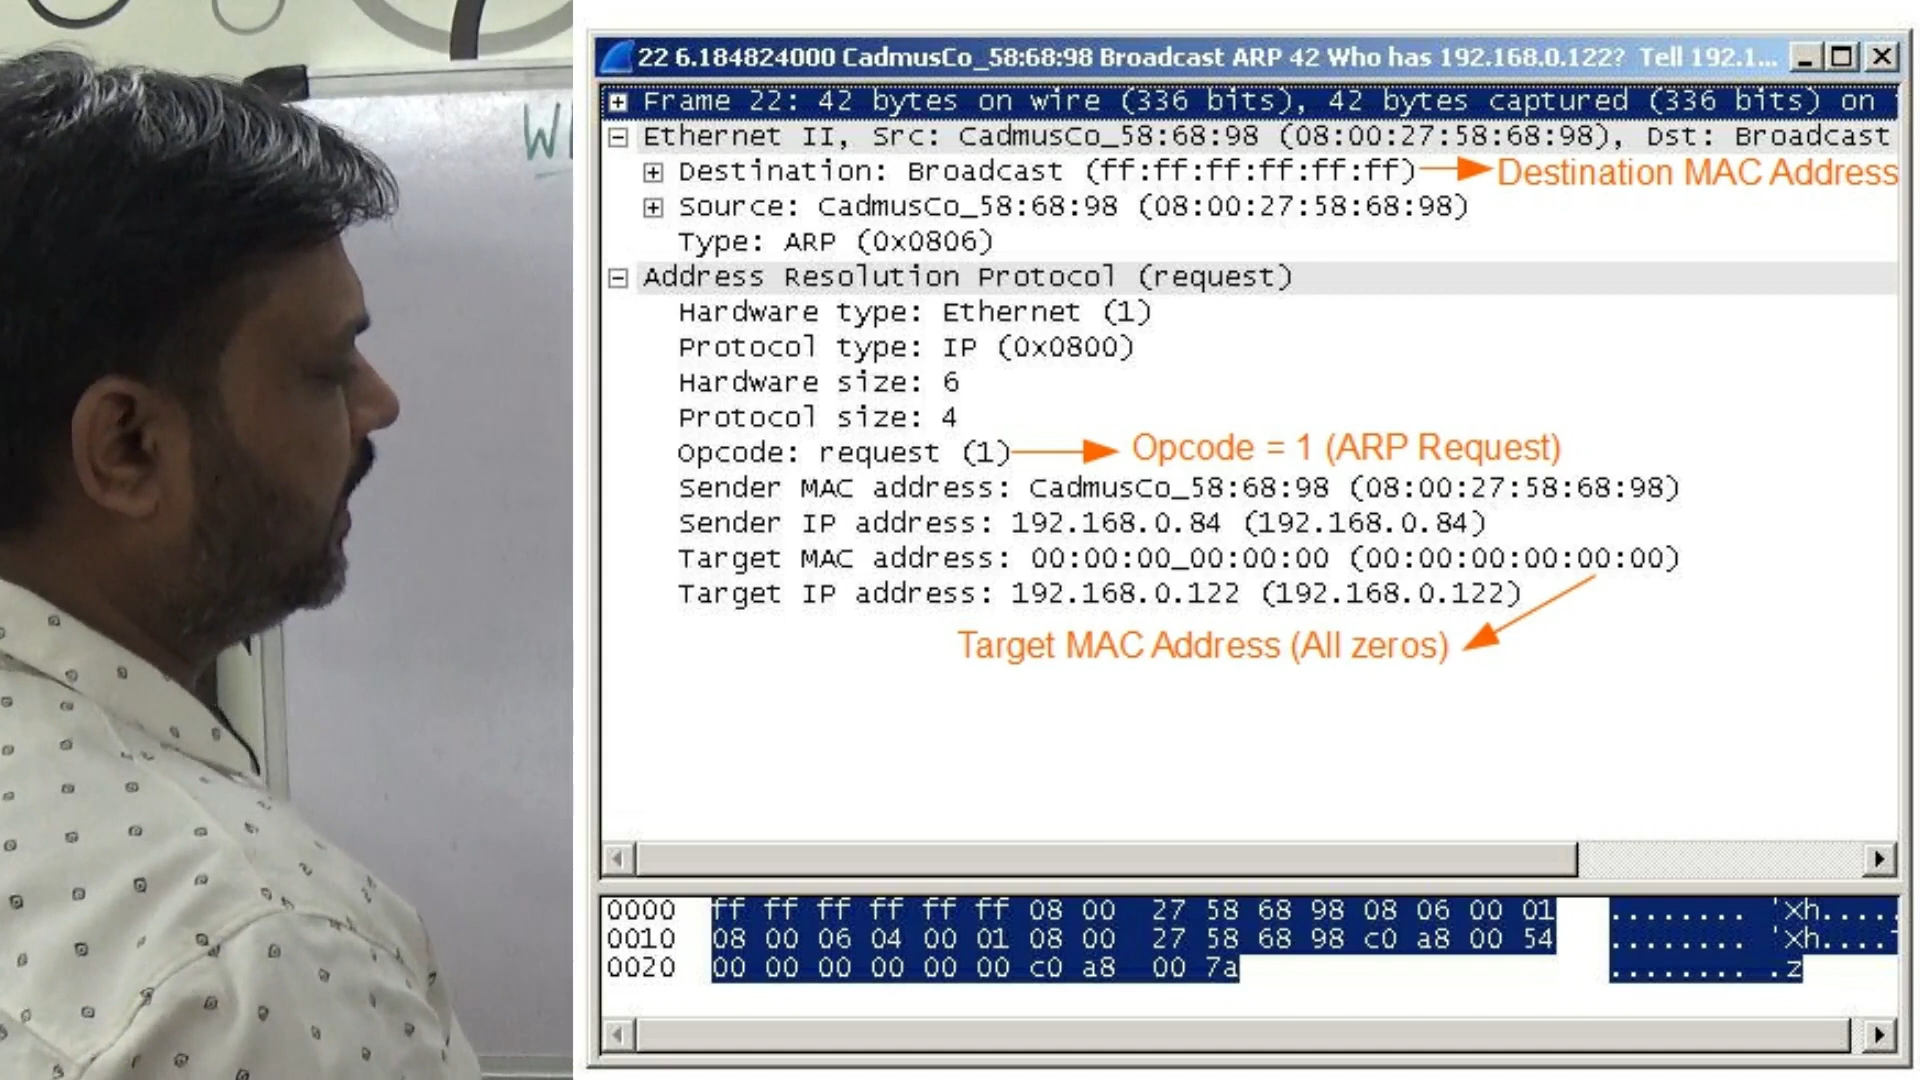 W
22 6.184824000 CadmusCo_58:68:98 Broadcast ARP 42 Who has 192.168.0.122? Tell 192.1...
Frame 22: 42 bytes on wire (336 bits), 42 bytes captured (336 bits) on
Ethernet II, Src: CadmusCo_58:68:98 (08:00:27:58:68:98), Dst: Broadcast
Destination: Broadcast (ff:ff:ff:ff:ff:ff) Destination MAC Address
Source: CadmusCo_58:68:98 (08:00:27:58:68:98)
Type: ARP (0x0806)
Address Resolution Protocol (request)
Hardware type: Ethernet (1)
Protocol type: IP (0x0800)
Hardware size: 6
Protocol size: 4
Opcode: request (1) Opcode = 1 (ARP Request)
Sender MAC address: CadmusCo_58:68:98 (08:00:27:58:68:98)
Sender IP address: 192.168.0.84 (192.168.0.84)
Target MAC address: 00:00:00_00:00:00 (00:00:00:00:00:00)
Target IP address: 192.168.0.122 (192.168.0.122)
Target MAC Address (All zeros)
0000 ff ff ff ff ff ff 08 00 27 58 68 98 08 06 00 01 ........ 'Xh.....
0010 08 00 06 04 00 01 08 00 27 58 68 98 c0 a8 00 54 ........ 'Xh....
0020 00 00 00 00 00 00 c0 a8 00 7a ........ .z